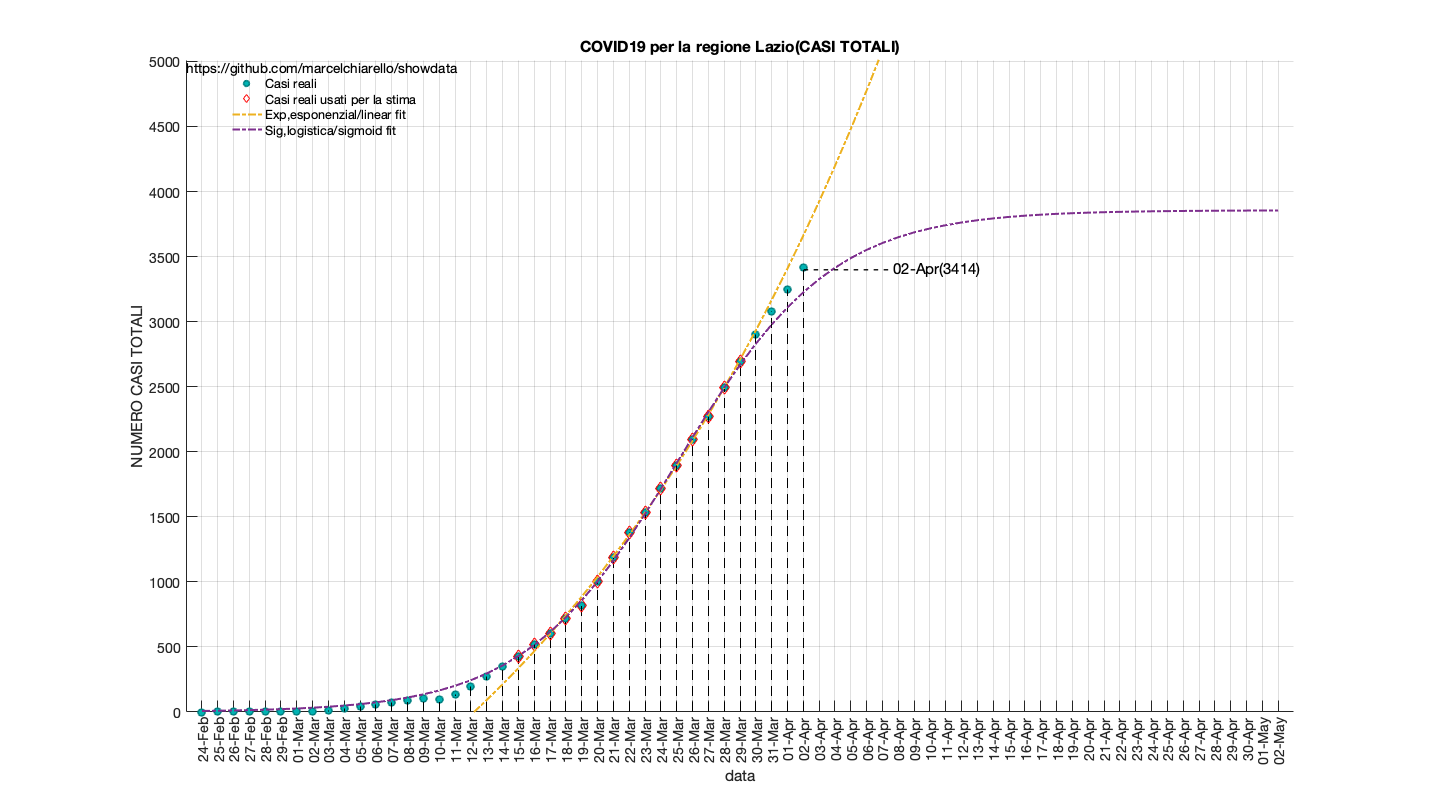 COVID19 per la regione Lazio(CASI TOTALI)
https://github.com/marcelchiarello/showdata
Casi reali
Casi reali usati per la stima
Exp,esponenzial/linear fit
Sig,logistica/sigmoid fit
5000
4500
4000
3500
3000
2500
2000
1500
1000
500
0
NUMERO CASI TOTALI
02-Apr(3414)
24-Feb
25-Feb
26-Feb
27-Feb
28-Feb
29-Feb
01-Mar
02-Mar
03-Mar
04-Mar
05-Mar
06-Mar
07-Mar
08-Mar
09-Mar
10-Mar
11-Mar
12-Mar
13-Mar
14-Mar
15-Mar
16-Mar
17-Mar
18-Mar
19-Mar
20-Mar
21-Mar
22-Mar
23-Mar
24-Mar
25-Mar
26-Mar
27-Mar
28-Mar
29-Mar
30-Mar
31-Mar
01-Apr
02-Apr
03-Apr
04-Apr
05-Apr
06-Apr
07-Apr
08-Apr
09-Apr
10-Apr
11-Apr
12-Apr
13-Apr
14-Apr
15-Apr
16-Apr
17-Apr
18-Apr
19-Apr
20-Apr
21-Apr
22-Apr
23-Apr
24-Apr
25-Apr
26-Apr
27-Apr
28-Apr
29-Apr
30-Apr
01-May
02-May
data